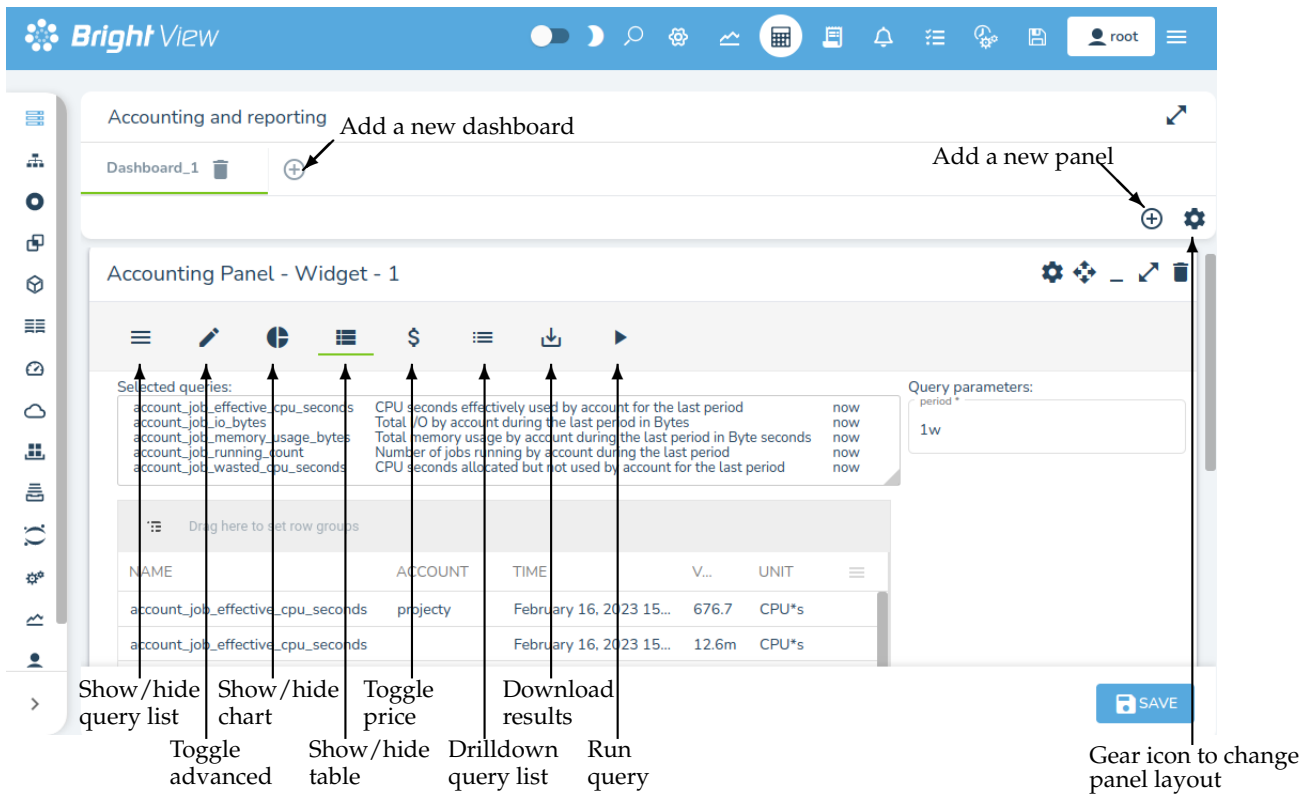 Bright View
root
Accounting and reporting
Add a new dashboard
Add a new panel
Dashboard_1
Accounting Panel - Widget - 1
Selected queries:
account_job_effective_cpu_seconds CPU seconds effectively used by account for the last period now
account_job_io_bytes Total I/O by account during the last period in Bytes now
account_job_memory_usage_bytes Total memory usage by account during the last period in Byte seconds now
account_job_running_count Number of jobs running by account during the last period now
account_job_wasted_cpu_seconds CPU seconds allocated but not used by account for the last period now
Query parameters:
period *
1w
Drag here to set row groups
NAME ACCOUNT TIME V... UNIT
account_job_effective_cpu_seconds projecty February 16, 2023 15... 676.7 CPU*s
account_job_effective_cpu_seconds February 16, 2023 15... 12.6m CPU*s
SAVE
Show/hide
query list
Show/hide
chart
Toggle
price
Download
results
Toggle
advanced
Show/hide
table
Drilldown
query list
Run
query
Gear icon to change
panel layout